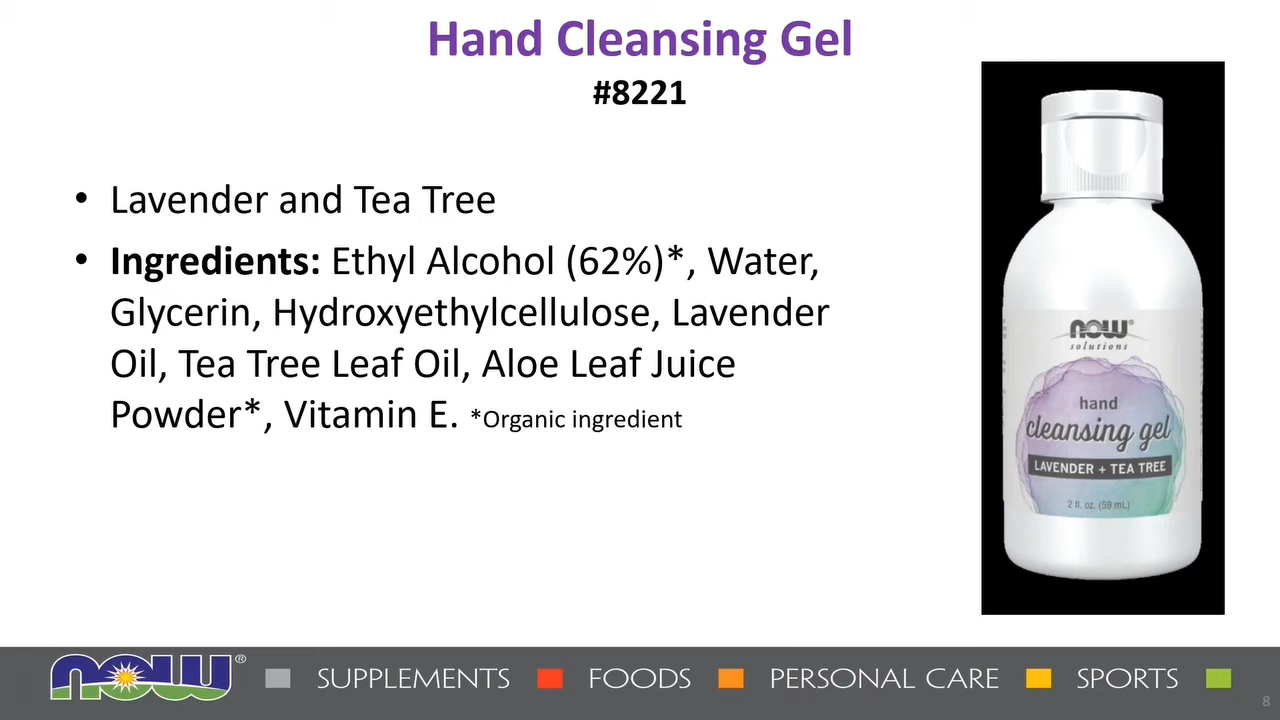 Hand Cleansing Gel
#8221
• Lavender and Tea Tree
• Ingredients: Ethyl Alcohol (62%)*, Water,
Glycerin, Hydroxyethylcellulose, Lavender
Oil, Tea Tree Leaf Oil, Aloe Leaf Juice
Powder*, Vitamin E. *Organic ingredient
NOW®
solutions
hand
cleansing gel
LAVENDER + TEA TREE
2 fl. oz. (59 mL)
NOW® SUPPLEMENTS FOODS PERSONAL CARE SPORTS
8